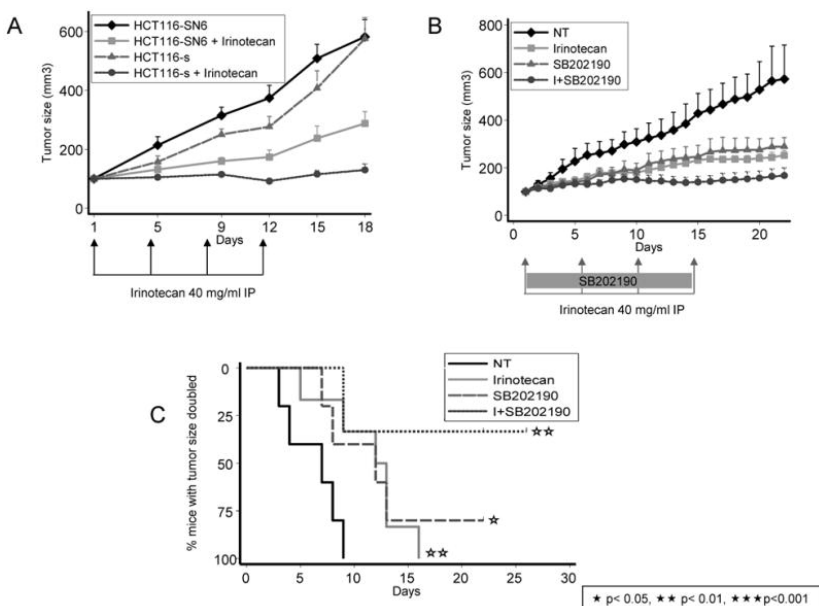 A
HCT116-SN6
HCT116-SN6 + Irinotecan
HCT116-s
HCT116-s + Irinotecan
Tumor size (mm3)
600
400
200
0
1 5 9 12 15 18
Days
Irinotecan 40 mg/ml IP
B
NT
Irinotecan
SB202190
I+SB202190
Tumor size (mm3)
800
600
400
200
0
0 5 10 15 20
Days
SB202190
Irinotecan 40 mg/ml IP
C
NT
Irinotecan
SB202190
I+SB202190
% mice with tumor size doubled
0
25
50
75
100
☆☆
☆
☆☆
0 5 10 15 20 25 30
Days
★ p< 0.05, ★★ p< 0.01, ★★★p<0.001